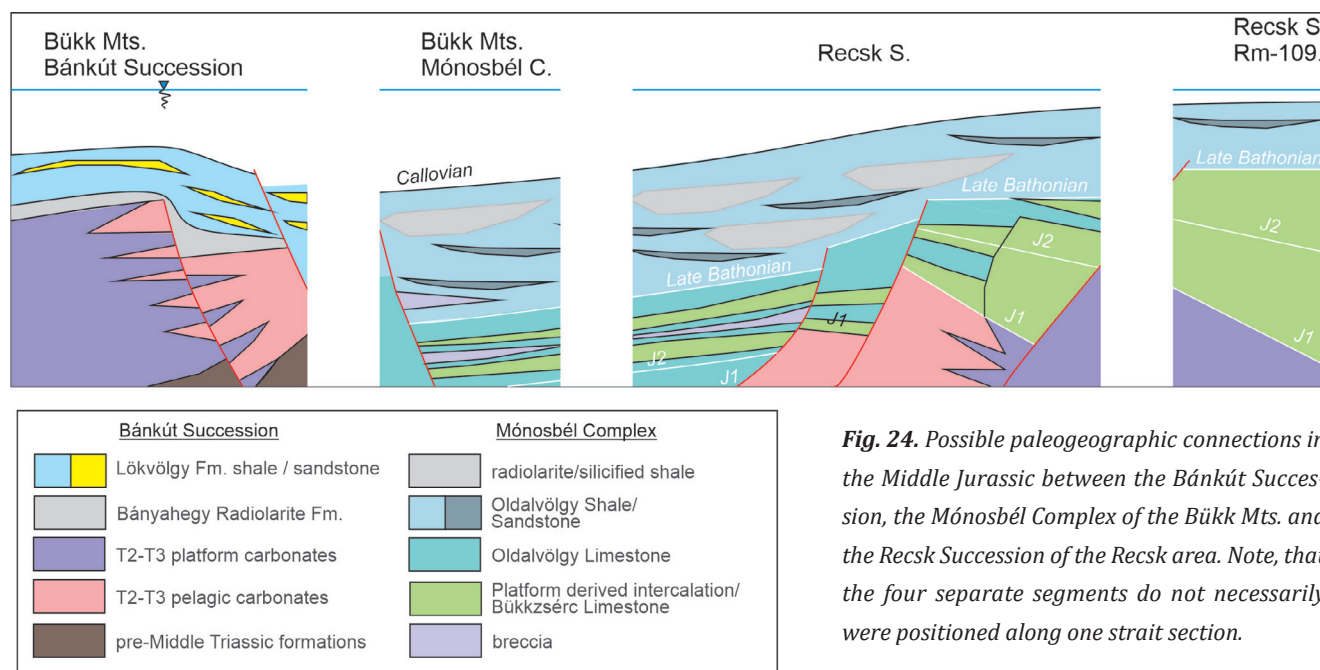 Bükk Mts.
Bánkút Succession
Bükk Mts.
Mónosbél C.
Recsk S.
Recsk S
Rm-109.
Callovian
Late Bathonian
J2
J1
J1
Late Bathonian
J2
J1
Late Bathonian
J2
J1
Bánkút Succession
Lökvölgy Fm. shale / sandstone
Bányahegy Radiolarite Fm.
T2-T3 platform carbonates
T2-T3 pelagic carbonates
pre-Middle Triassic formations
Mónosbél Complex
radiolarite/silicified shale
Oldalvölgy Shale/
Sandstone
Oldalvölgy Limestone
Platform derived intercalation/
Bükkzsérc Limestone
breccia
Fig. 24. Possible paleogeographic connections in
the Middle Jurassic between the Bánkút Succes-
sion, the Mónosbél Complex of the Bükk Mts. and
the Recsk Succession of the Recsk area. Note, that
the four separate segments do not necessarily
were positioned along one strait section.